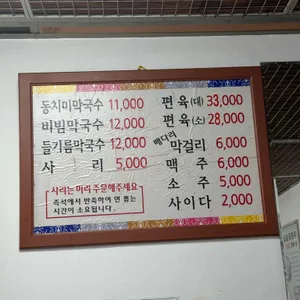 동치미막국수 11,000
비빔막국수 12,000
들기름막국수 12,000
사 리 5,000
사리는 미리 주문해주세요
즉석에서 반죽하여 면 뽑는
시간이 소요됩니다.
편 육(대) 33,000
편 육(소) 28,000
배다리 막걸리 6,000
맥 주 6,000
소 주 5,000
사이다 2,000